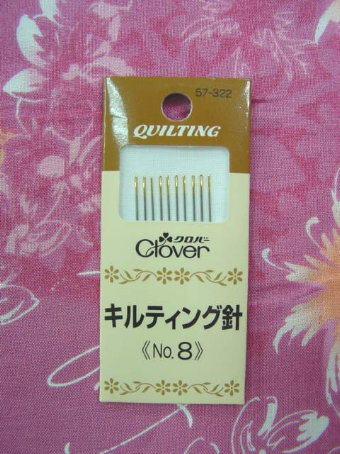 57-322
QUILTING
クロバー
Clover
キルティング針
《No.8》